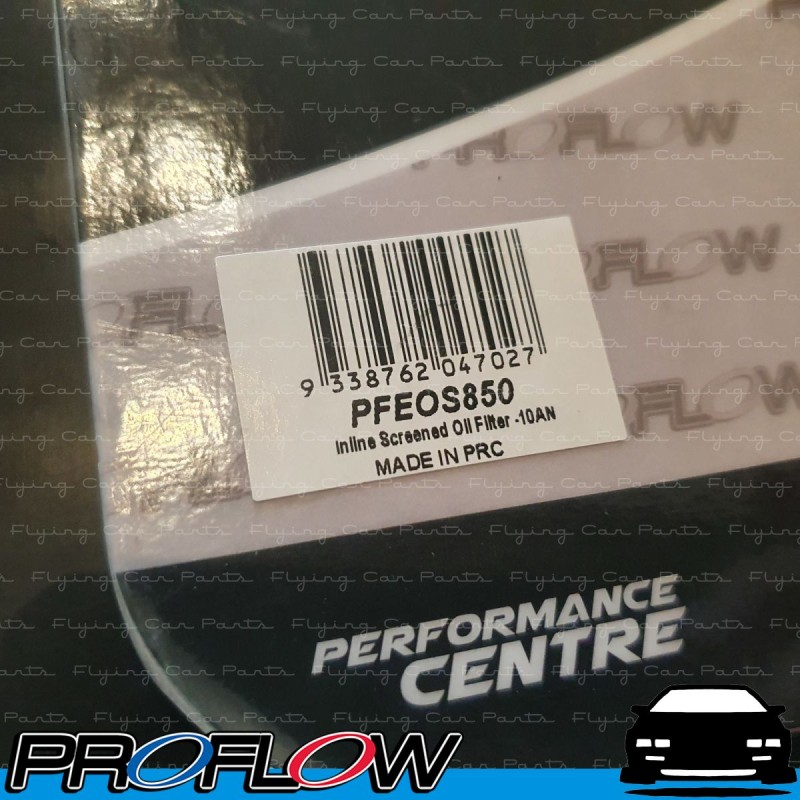 Flying Car Parts
PROFLOW
PROFLOW
PROFLOW
PROFLOW
9 338762 047027
PFEOS850
Inline Screened Oil Filter -10AN
MADE IN PRC
PERFORMANCE
CENTRE
PROFLOW